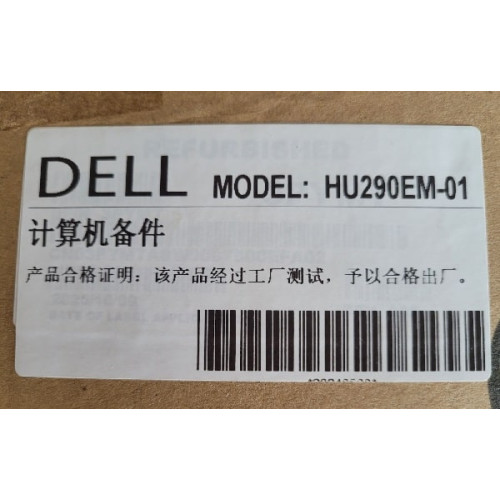 REFURBISHED
DELL MODEL: HU290EM-01
计算机备件
产品合格证明：该产品经过工厂测试，予以合格出厂。